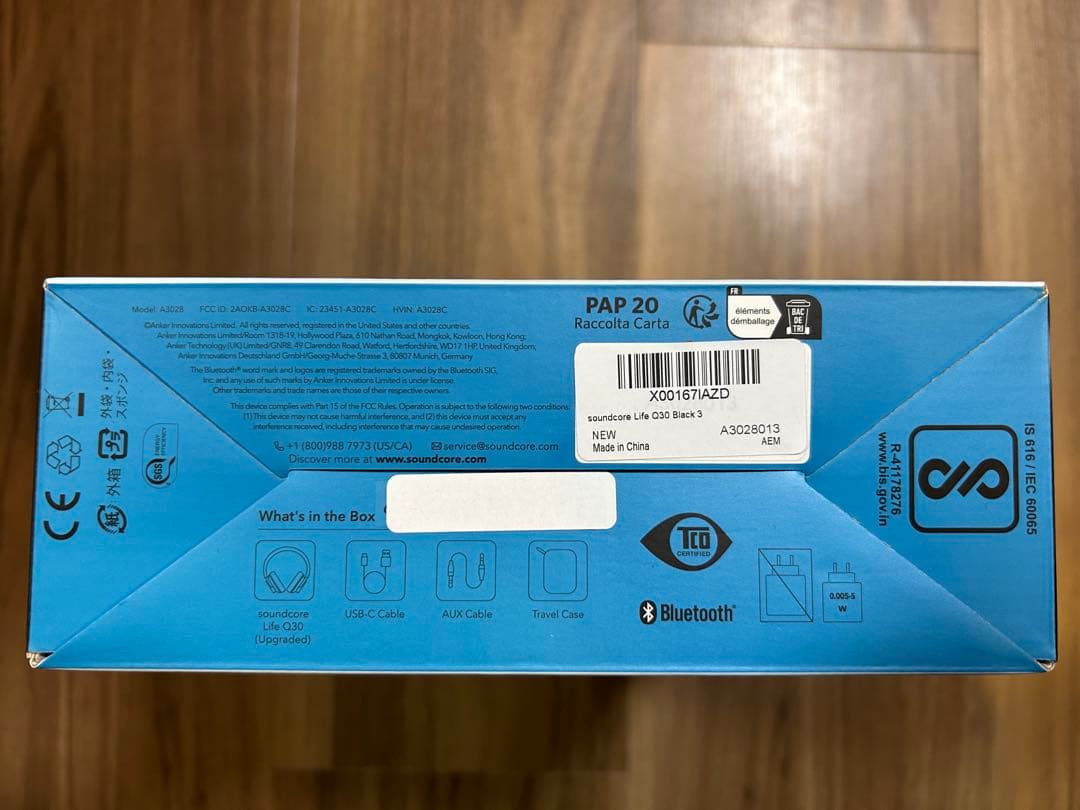 Model: A3028 FCC ID: 2AOKB-A3028C IC: 23451-A3028C HVIN: A3028C
©Anker Innovations Limited. All rights reserved, registered in the United States and other countries.
Anker Innovations Limited/Room 1318-19, Hollywood Plaza, 610 Nathan Road, Mongkok, Kowloon, Hong Kong;
Anker Technology (UK) Limited/GNR8, 49 Clarendon Road, Watford, Hertfordshire, WD17 1HP, United Kingdom;
Anker Innovations Deutschland GmbH/Georg-Muche-Strasse 3, 80807 Munich, Germany
The Bluetooth® word mark and logos are registered trademarks owned by the Bluetooth SIG,
Inc. and any use of such marks by Anker Innovations Limited is under license.
Other trademarks and trade names are those of their respective owners.
This device complies with Part 15 of the FCC Rules. Operation is subject to the following two conditions:
(1) This device may not cause harmful interference, and (2) this device must accept any
interference received, including interference that may cause undesired operation.
+1 (800)988 7973 (US/CA) service@soundcore.com
Discover more at www.soundcore.com
PAP 20
Raccolta Carta
FR
éléments
d'emballage
BAC
DE
TRI
X00167IAZD
soundcore Life Q30 Black 3
NEW A3028013
Made in China AEM
What's in the Box
soundcore
Life Q30
(Upgraded)
USB-C Cable
AUX Cable
Travel Case
TCO
CERTIFIED
Bluetooth®
0.005-5
W
外袋・内袋・
スポンジ
プラ
紙:外箱
CE
SGS ENERGY
EFFICIENCY
IS 616 / IEC 60065
R-41178276
www.bis.gov.in